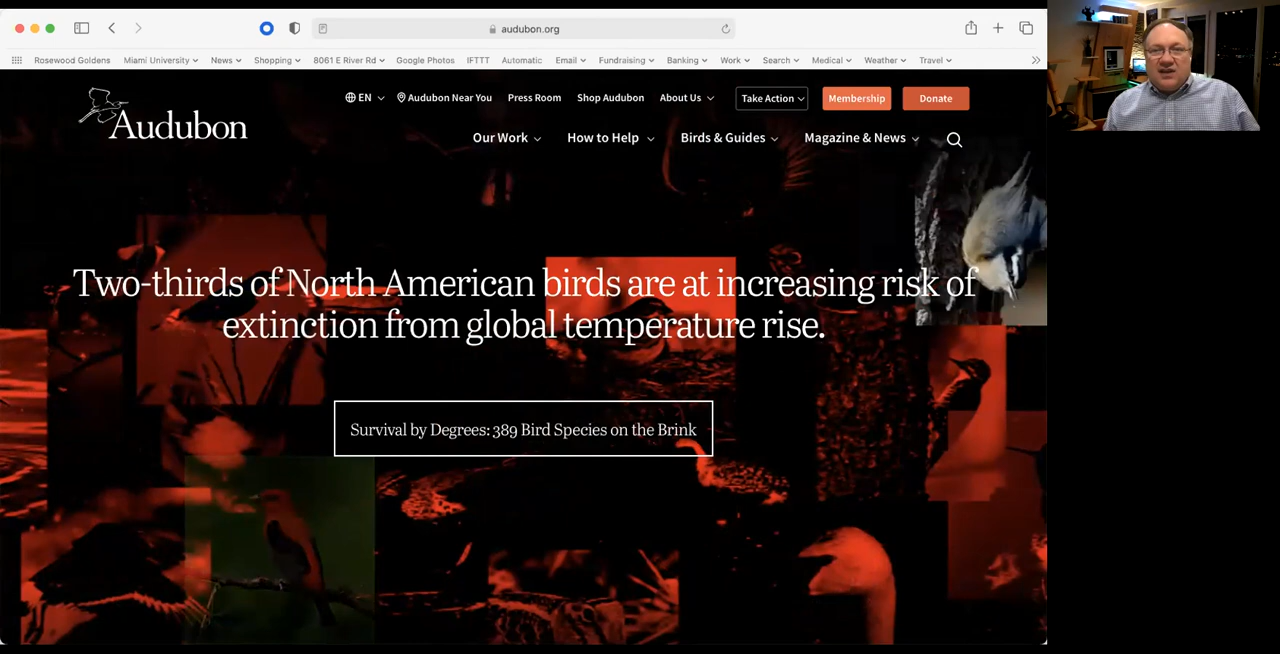 audubon.org
Rosewood Goldens Miami University News Shopping 8061 E River Rd Google Photos IFTTT Automatic Email Fundraising Banking Work Search Medical Weather Travel
EN Audubon Near You Press Room Shop Audubon About Us Take Action Membership Donate
Audubon
Our Work How to Help Birds & Guides Magazine & News
Two-thirds of North American birds are at increasing risk of
extinction from global temperature rise.
Survival by Degrees: 389 Bird Species on the Brink